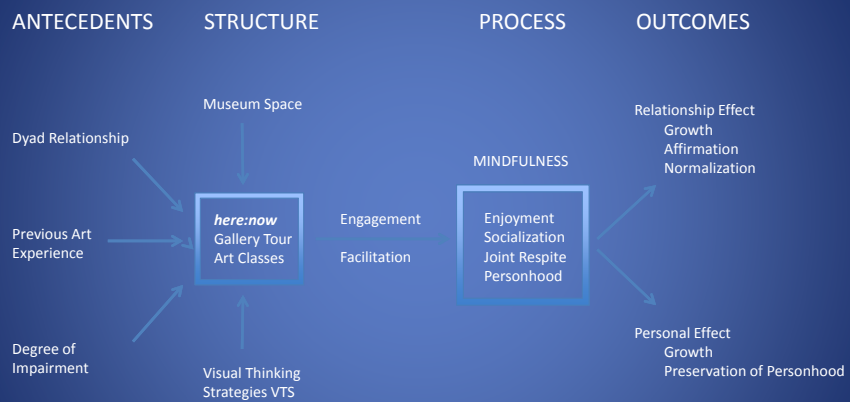 ANTECEDENTS
STRUCTURE
PROCESS
OUTCOMES
Dyad Relationship
Previous Art
Experience
Degree of
Impairment
Museum Space
here:now
Gallery Tour
Art Classes
Visual Thinking
Strategies VTS
Engagement
Facilitation
MINDFULNESS
Enjoyment
Socialization
Joint Respite
Personhood
Relationship Effect
Growth
Affirmation
Normalization
Personal Effect
Growth
Preservation of Personhood